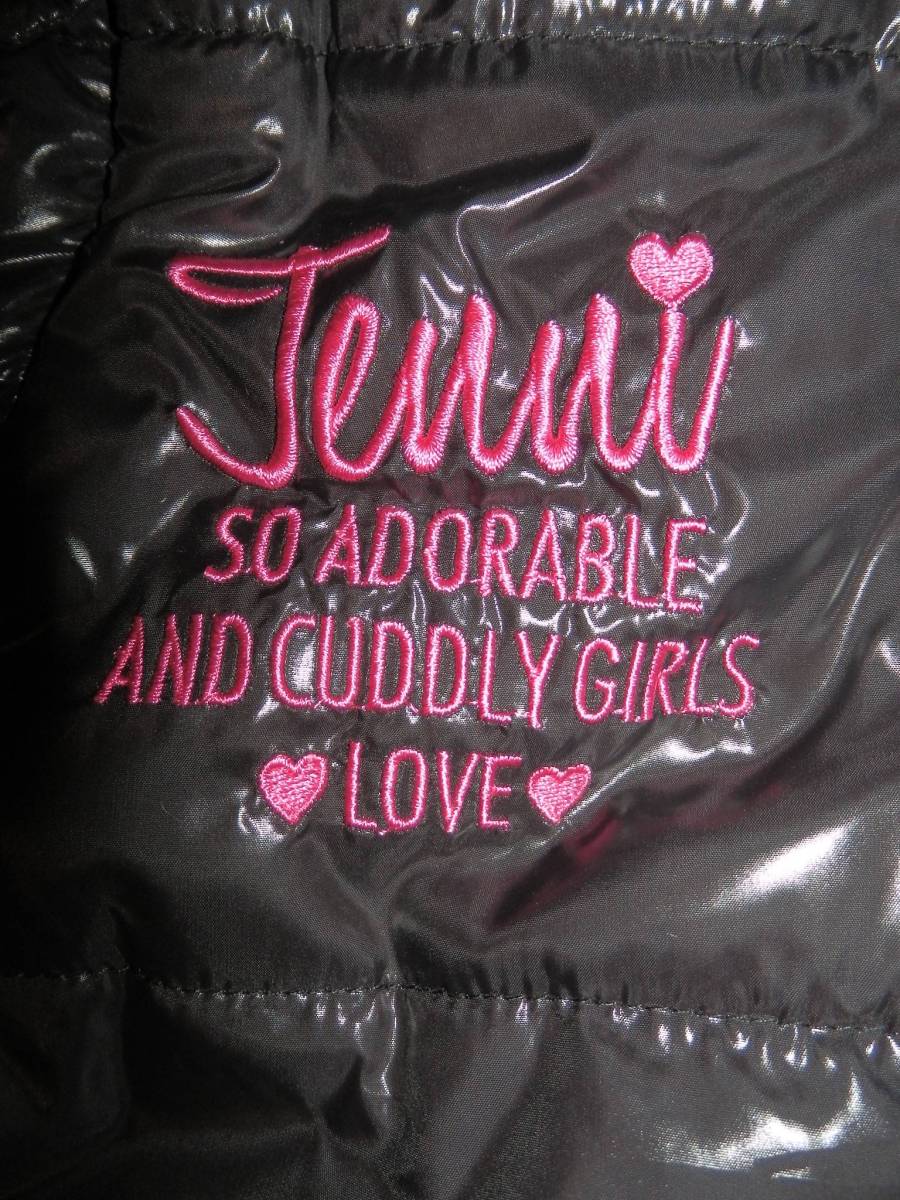 Jenni
SO ADORABLE
AND CUDDLY GIRLS
LOVE